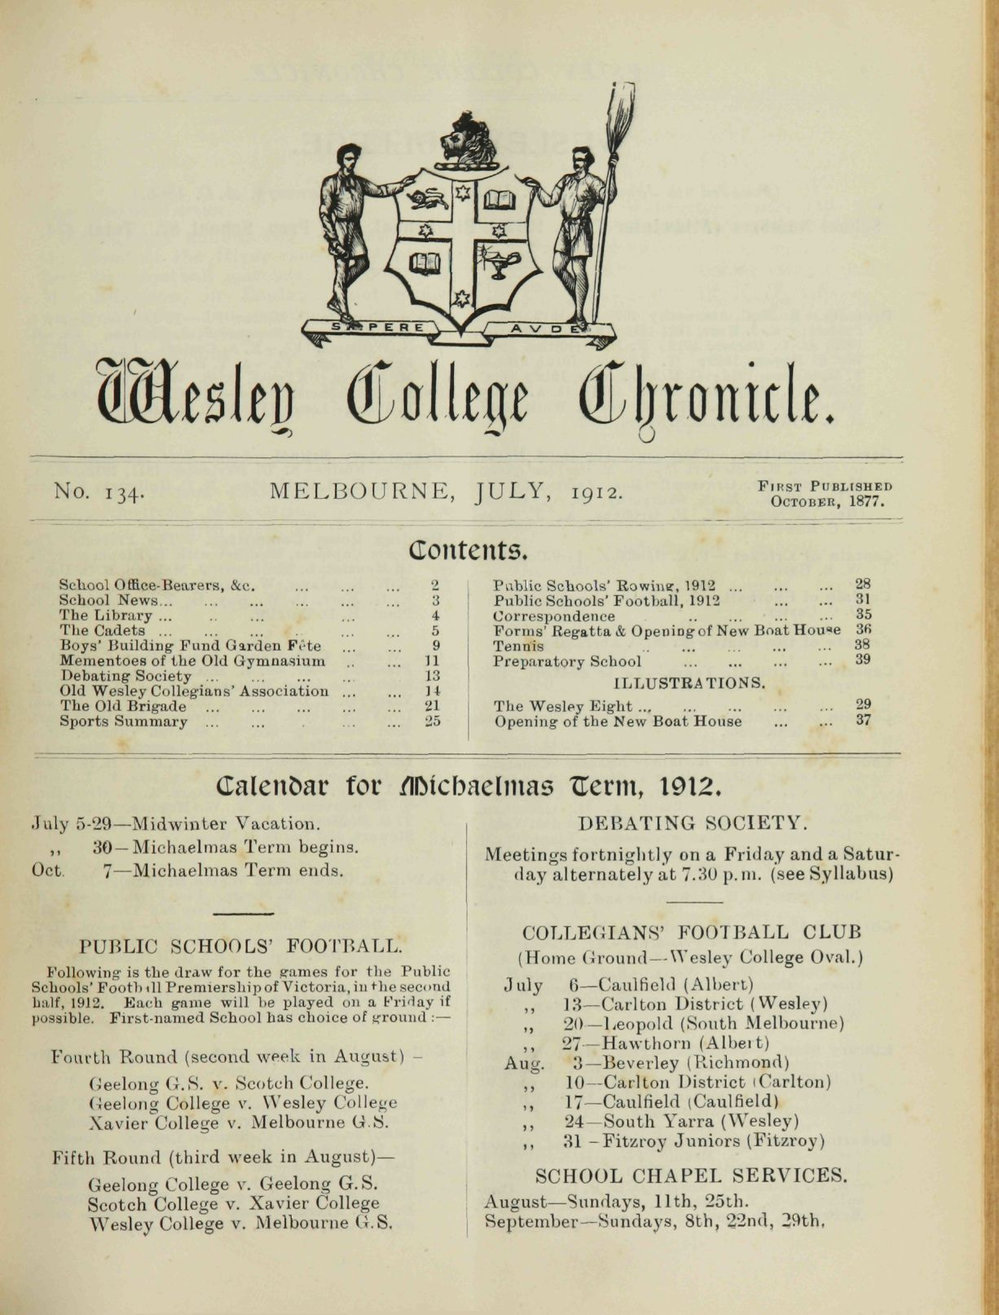 SAPERE AVDE
Wesley College Chronicle.
No. 134.
MELBOURNE, JULY, 1912.
First Published
October, 1877.
Contents.
School Office-Bearers, &c. ... ... ... 2
School News... ... ... ... ... ... 3
The Library ... .. ... ... 4
The Cadets ... ... ... ... ... ... 5
Boys' Building Fund Garden Fête ... ... 9
Mementoes of the Old Gymnasium .. ... 11
Debating Society ... ... ... ... 13
Old Wesley Collegians' Association ... ... 14
The Old Brigade ... ... ... ... ... 21
Sports Summary ... ... ... ... 25
Public Schools' Rowing, 1912 ... ... ... 28
Public Schools' Football, 1912 ... ... 31
Correspondence .. ... ... ... 35
Forms' Regatta & Opening of New Boat House 36
Tennis .. ... ... ... ... 38
Preparatory School ... ... ... ... 39
ILLUSTRATIONS.
The Wesley Eight ... ... ... ... ... 29
Opening of the New Boat House ... ... 37
Calendar for Michaelmas Term, 1912.
July 5-29—Midwinter Vacation.
,, 30—Michaelmas Term begins.
Oct. 7—Michaelmas Term ends.
PUBLIC SCHOOLS' FOOTBALL.
Following is the draw for the games for the Public
Schools' Football Premiership of Victoria, in the second
half, 1912. Each game will be played on a Friday if
possible. First-named School has choice of ground:—
Fourth Round (second week in August) –
Geelong G.S. v. Scotch College.
Geelong College v. Wesley College
Xavier College v. Melbourne G.S.
Fifth Round (third week in August)—
Geelong College v. Geelong G.S.
Scotch College v. Xavier College
Wesley College v. Melbourne G.S.
DEBATING SOCIETY.
Meetings fortnightly on a Friday and a Satur-
day alternately at 7.30 p.m. (see Syllabus)
COLLEGIANS' FOOTBALL CLUB
(Home Ground—Wesley College Oval.)
July 6—Caulfield (Albert)
,, 13—Carlton District (Wesley)
,, 20—Leopold (South Melbourne)
,, 27—Hawthorn (Albert)
Aug. 3—Beverley (Richmond)
,, 10—Carlton District (Carlton)
,, 17—Caulfield (Caulfield)
,, 24—South Yarra (Wesley)
,, 31–Fitzroy Juniors (Fitzroy)
SCHOOL CHAPEL SERVICES.
August—Sundays, 11th, 25th.
September—Sundays, 8th, 22nd, 29th.